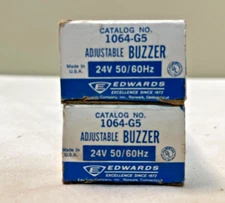 CATALOG NO.
1064-G5
ADJUSTABLE BUZZER
Made in
U.S.A.
24V 50/60Hz
E EDWARDS
EXCELLENCE SINCE 1872
CATALOG NO.
1064-G5
ADJUSTABLE BUZZER
Made in
U.S.A.
24V 50/60Hz
E EDWARDS
EXCELLENCE SINCE 1872